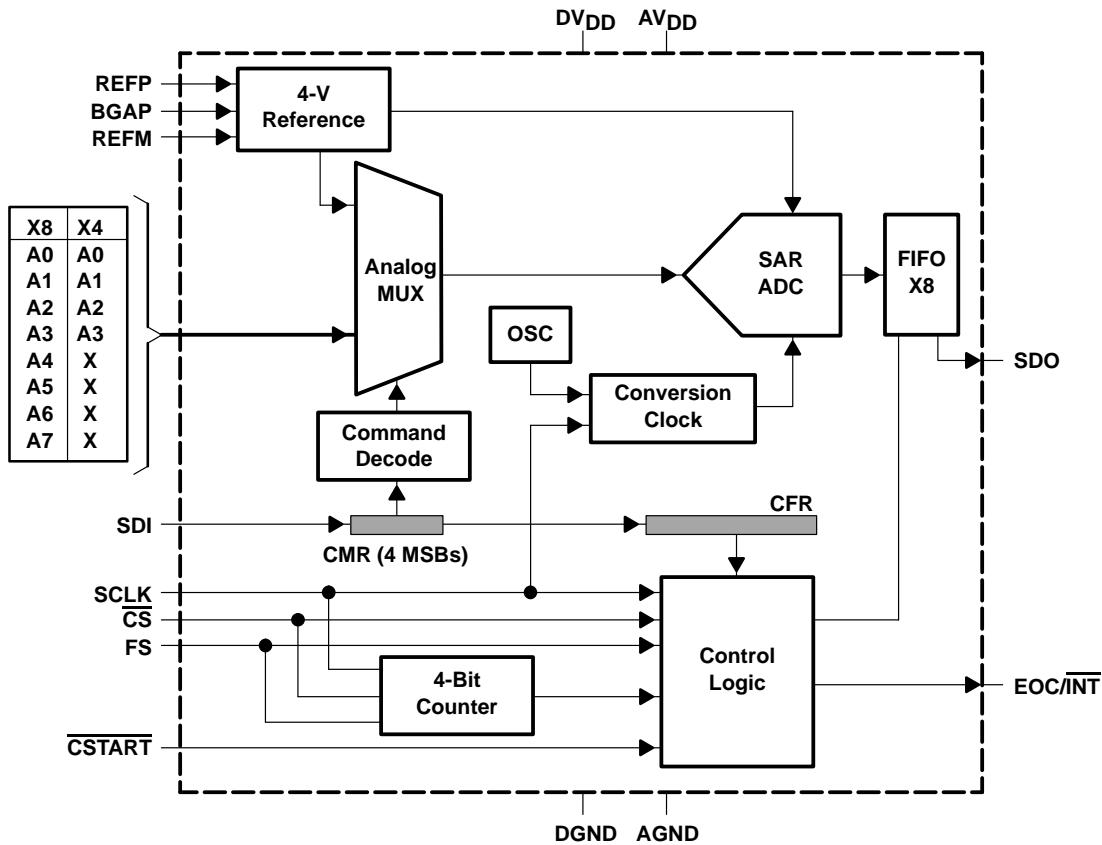 DVDD AVDD
REFP
BGAP
REFM
4-V
Reference
X8 X4
A0 A0
A1 A1
A2 A2
A3 A3
A4 X
A5 X
A6 X
A7 X
Analog
MUX
SAR
ADC
FIFO
X8
OSC
SDO
Conversion
Clock
Command
Decode
SDI
CMR (4 MSBs)
CFR
SCLK
CS
FS
Control
Logic
4-Bit
Counter
EOC/INT
CSTART
DGND AGND